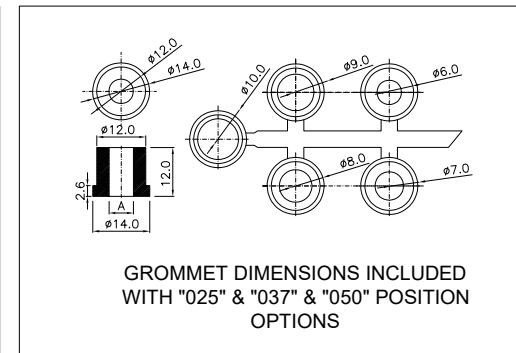 ø12.0
ø14.0
ø12.0
12.0
2.6
A
ø14.0
ø10.0
ø9.0
ø6.0
ø8.0
ø7.0
GROMMET DIMENSIONS INCLUDED
WITH "025" & "037" & "050" POSITION
OPTIONS